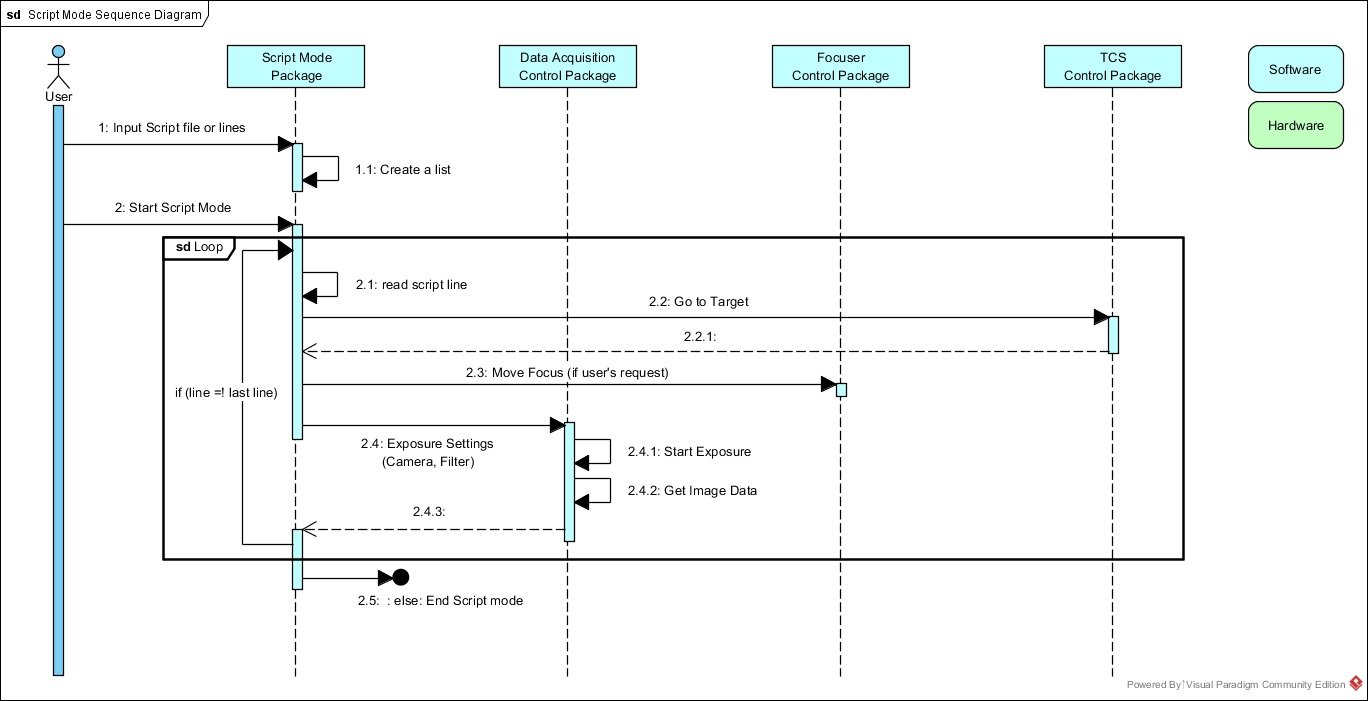 sd Script Mode Sequence Diagram
User
Script Mode
Package
Data Acquisition
Control Package
Focuser
Control Package
TCS
Control Package
Software
Hardware
1: Input Script file or lines
1.1: Create a list
2: Start Script Mode
sd Loop
2.1: read script line
2.2: Go to Target
2.2.1:
2.3: Move Focus (if user's request)
if (line =! last line)
2.4: Exposure Settings
(Camera, Filter)
2.4.1: Start Exposure
2.4.2: Get Image Data
2.4.3:
2.5:  : else: End Script mode
Powered By Visual Paradigm Community Edition